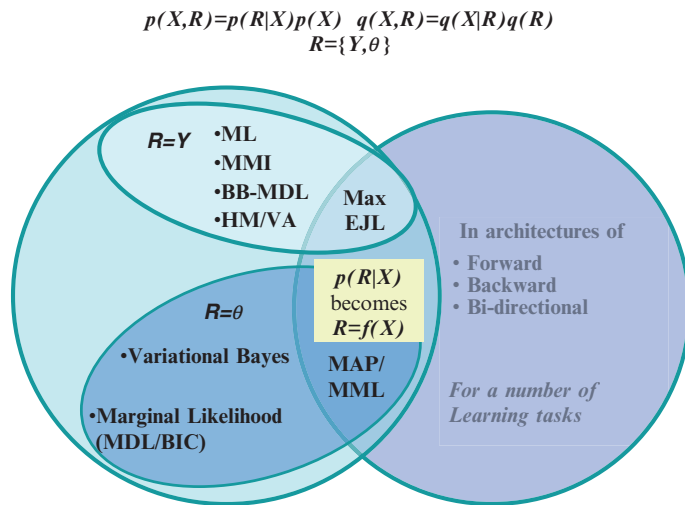 p(X,R)=p(R|X)p(X) q(X,R)=q(X|R)q(R)
R={Y,θ}
R=Y
•ML
•MMI
•BB-MDL
•HM/VA
Max
EJL
In architectures of
• Forward
• Backward
• Bi-directional
p(R|X)
becomes
R=f(X)
R=θ
•Variational Bayes
MAP/
MML
•Marginal Likelihood
(MDL/BIC)
For a number of
Learning tasks